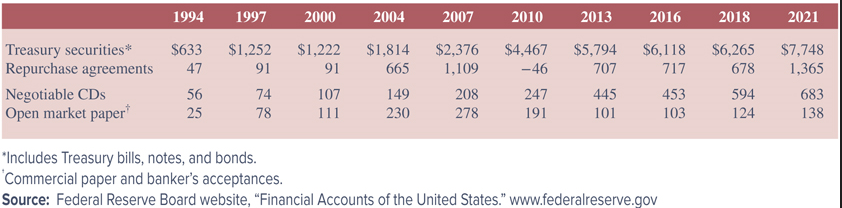 1994 1997 2000 2004 2007 2010 2013 2016 2018 2021
Treasury securities* $633 $1,252 $1,222 $1,814 $2,376 $4,467 $5,794 $6,118 $6,265 $7,748
Repurchase agreements 47 91 91 665 1,109 −46 707 717 678 1,365
Negotiable CDs 56 74 107 149 208 247 445 453 594 683
Open market paper† 25 78 111 230 278 191 101 103 124 138
*Includes Treasury bills, notes, and bonds.
†Commercial paper and banker's acceptances.
Source: Federal Reserve Board website, “Financial Accounts of the United States.” www.federalreserve.gov